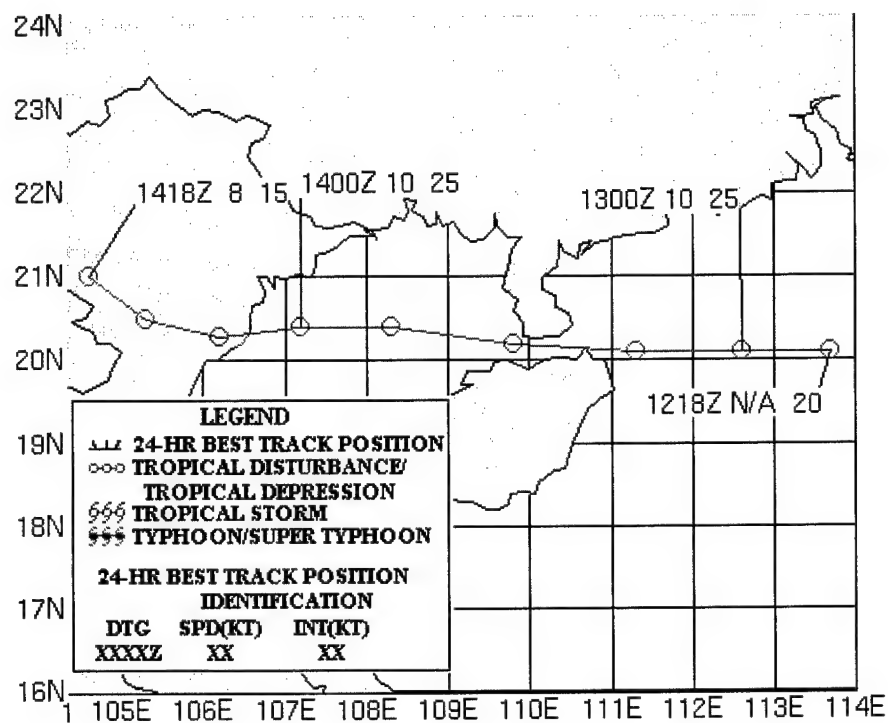 24N
23N
22N
21N
20N
19N
18N
17N
16N
1418Z 8 15
1400Z 10 25
1300Z 10 25
1218Z N/A 20
LEGEND
24-HR BEST TRACK POSITION
TROPICAL DISTURBANCE/
TROPICAL DEPRESSION
TROPICAL STORM
TYPHOON/SUPER TYPHOON
24-HR BEST TRACK POSITION
IDENTIFICATION
DTG SPD(KT) INT(KT)
XXXXZ XX XX
1 105E 106E 107E 108E 109E 110E 111E 112E 113E 114E